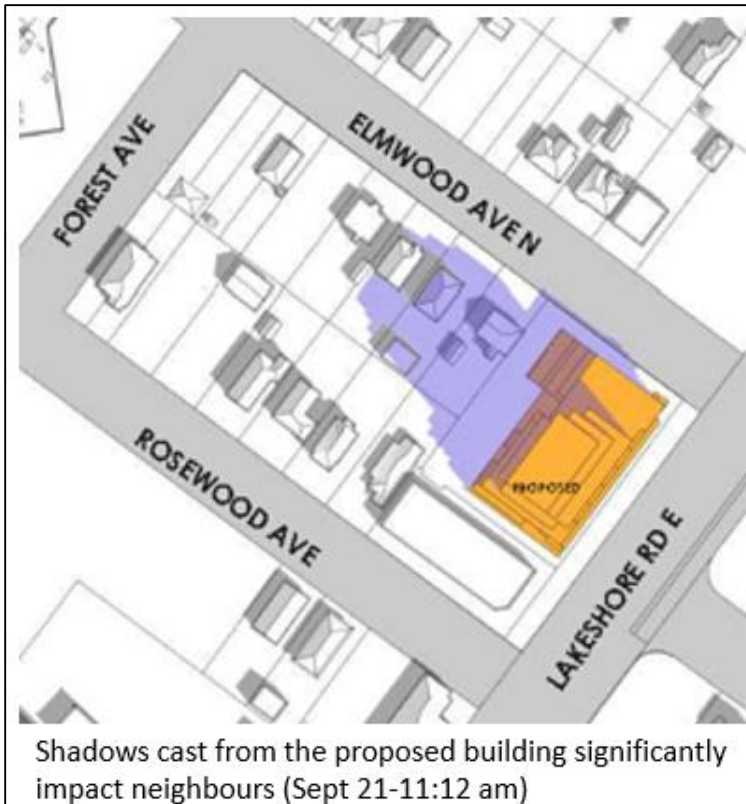 FOREST AVE
ELMWOOD AVE N
PROPOSED
ROSEWOOD AVE
LAKESHORE RD E
Shadows cast from the proposed building significantly
impact neighbours (Sept 21-11:12 am)